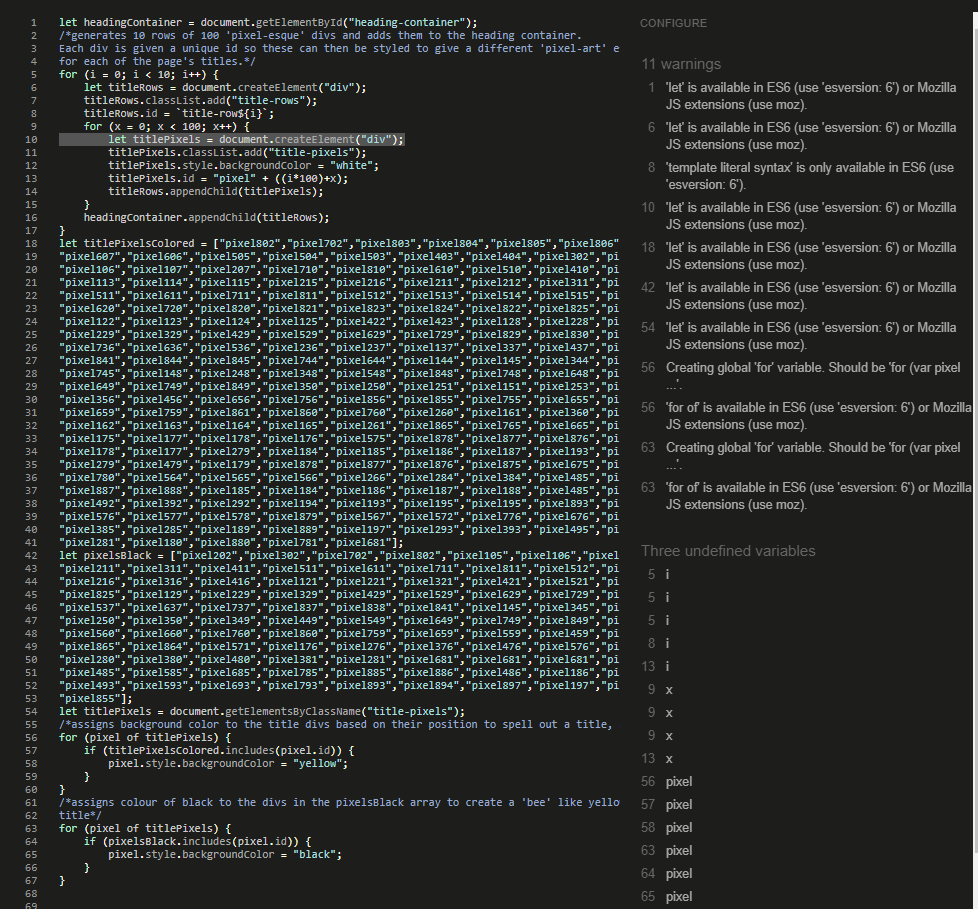 1 let headingContainer = document.getElementById("heading-container");
2 /*generates 10 rows of 100 'pixel-esque' divs and adds them to the heading container.
3 Each div is given a unique id so these can then be styled to give a different 'pixel-art' e
4 for each of the page's titles.*/
5 for (i = 0; i < 10; i++) {
6 let titleRows = document.createElement("div");
7 titleRows.classList.add("title-rows");
8 titleRows.id = `title-row${i}`;
9 for (x = 0; x < 100; x++) {
10 let titlePixels = document.createElement("div");
11 titlePixels.classList.add("title-pixels");
12 titlePixels.style.backgroundColor = "white";
13 titlePixels.id = "pixel" + ((i*100)+x);
14 titleRows.appendChild(titlePixels);
15 }
16 headingContainer.appendChild(titleRows);
17 }
18 let titlePixelsColored = ["pixel802","pixel702","pixel803","pixel804","pixel805","pixel806"
19 "pixel607","pixel606","pixel505","pixel504","pixel503","pixel403","pixel404","pixel302","pi
20 "pixel106","pixel107","pixel207","pixel710","pixel810","pixel610","pixel510","pixel410","pi
21 "pixel113","pixel114","pixel115","pixel215","pixel216","pixel211","pixel212","pixel311","pi
22 "pixel511","pixel611","pixel711","pixel811","pixel512","pixel513","pixel514","pixel515","pi
23 "pixel620","pixel720","pixel820","pixel821","pixel823","pixel824","pixel822","pixel825","pi
24 "pixel122","pixel123","pixel124","pixel125","pixel422","pixel423","pixel128","pixel228","pi
25 "pixel229","pixel329","pixel429","pixel529","pixel629","pixel729","pixel829","pixel830","pi
26 "pixel736","pixel636","pixel536","pixel236","pixel237","pixel137","pixel337","pixel437","pi
27 "pixel841","pixel844","pixel845","pixel744","pixel644","pixel144","pixel145","pixel344","pi
28 "pixel745","pixel148","pixel248","pixel348","pixel548","pixel848","pixel748","pixel648","pi
29 "pixel649","pixel749","pixel849","pixel350","pixel250","pixel251","pixel151","pixel253","pi
30 "pixel356","pixel456","pixel656","pixel756","pixel856","pixel855","pixel755","pixel655","pi
31 "pixel659","pixel759","pixel861","pixel860","pixel760","pixel260","pixel161","pixel360","pi
32 "pixel162","pixel163","pixel164","pixel165","pixel261","pixel865","pixel765","pixel665","pi
33 "pixel175","pixel177","pixel178","pixel176","pixel575","pixel878","pixel877","pixel876","pi
34 "pixel178","pixel177","pixel279","pixel184","pixel185","pixel186","pixel187","pixel193","pi
35 "pixel279","pixel479","pixel179","pixel878","pixel877","pixel876","pixel875","pixel675","pi
36 "pixel780","pixel564","pixel565","pixel566","pixel266","pixel284","pixel384","pixel485","pi
37 "pixel887","pixel888","pixel185","pixel184","pixel186","pixel187","pixel188","pixel485","pi
38 "pixel492","pixel392","pixel292","pixel194","pixel193","pixel195","pixel195","pixel893","pi
39 "pixel576","pixel577","pixel578","pixel879","pixel567","pixel572","pixel776","pixel676","pi
40 "pixel385","pixel285","pixel189","pixel889","pixel197","pixel293","pixel393","pixel495","pi
41 "pixel281","pixel180","pixel880","pixel781","pixel681"];
42 let pixelsBlack = ["pixel202","pixel302","pixel702","pixel802","pixel105","pixel106","pixel
43 "pixel211","pixel311","pixel411","pixel511","pixel611","pixel711","pixel811","pixel512","pi
44 "pixel216","pixel316","pixel416","pixel121","pixel221","pixel321","pixel421","pixel521","pi
45 "pixel825","pixel129","pixel229","pixel329","pixel429","pixel529","pixel629","pixel729","pi
46 "pixel537","pixel637","pixel737","pixel837","pixel838","pixel841","pixel145","pixel345","pi
47 "pixel250","pixel350","pixel349","pixel449","pixel549","pixel649","pixel749","pixel849","pi
48 "pixel560","pixel660","pixel760","pixel860","pixel759","pixel659","pixel559","pixel459","pi
49 "pixel865","pixel864","pixel571","pixel176","pixel276","pixel376","pixel476","pixel576","pi
50 "pixel280","pixel380","pixel480","pixel381","pixel281","pixel681","pixel681","pixel681","pi
51 "pixel485","pixel585","pixel685","pixel785","pixel885","pixel886","pixel486","pixel186","pi
52 "pixel493","pixel593","pixel693","pixel793","pixel893","pixel894","pixel897","pixel197","pi
53 "pixel855"];
54 let titlePixels = document.getElementsByClassName("title-pixels");
55 /*assigns background color to the title divs based on their position to spell out a title,
56 for (pixel of titlePixels) {
57 if (titlePixelsColored.includes(pixel.id)) {
58 pixel.style.backgroundColor = "yellow";
59 }
60 }
61 /*assigns colour of black to the divs in the pixelsBlack array to create a 'bee' like yello
62 title*/
63 for (pixel of titlePixels) {
64 if (pixelsBlack.includes(pixel.id)) {
65 pixel.style.backgroundColor = "black";
66 }
67 }
68
69
CONFIGURE
11 warnings
1 'let' is available in ES6 (use 'esversion: 6') or Mozilla
JS extensions (use moz).
6 'let' is available in ES6 (use 'esversion: 6') or Mozilla
JS extensions (use moz).
8 'template literal syntax' is only available in ES6 (use
'esversion: 6').
10 'let' is available in ES6 (use 'esversion: 6') or Mozilla
JS extensions (use moz).
18 'let' is available in ES6 (use 'esversion: 6') or Mozilla
JS extensions (use moz).
42 'let' is available in ES6 (use 'esversion: 6') or Mozilla
JS extensions (use moz).
54 'let' is available in ES6 (use 'esversion: 6') or Mozilla
JS extensions (use moz).
56 Creating global 'for' variable. Should be 'for (var pixel
...'.
56 'for of' is available in ES6 (use 'esversion: 6') or Mozilla
JS extensions (use moz).
63 Creating global 'for' variable. Should be 'for (var pixel
...'.
63 'for of' is available in ES6 (use 'esversion: 6') or Mozilla
JS extensions (use moz).
Three undefined variables
5 i
5 i
5 i
8 i
13 i
9 x
9 x
9 x
13 x
56 pixel
57 pixel
58 pixel
63 pixel
64 pixel
65 pixel